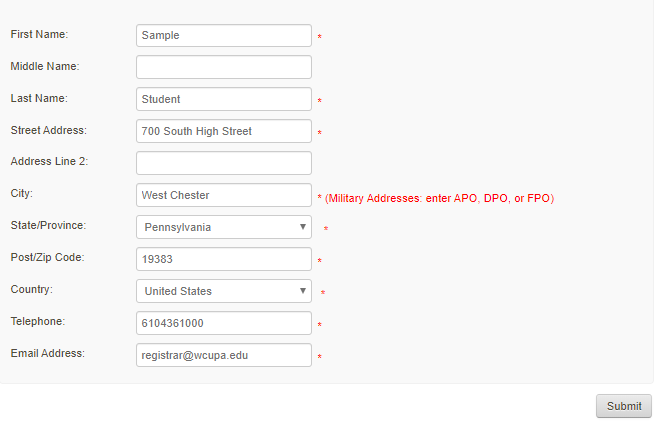 First Name: Sample *
Middle Name:
Last Name: Student *
Street Address: 700 South High Street *
Address Line 2:
City: West Chester * (Military Addresses: enter APO, DPO, or FPO)
State/Province: Pennsylvania ▼ *
Post/Zip Code: 19383 *
Country: United States ▼ *
Telephone: 6104361000 *
Email Address: registrar@wcupa.edu *
Submit